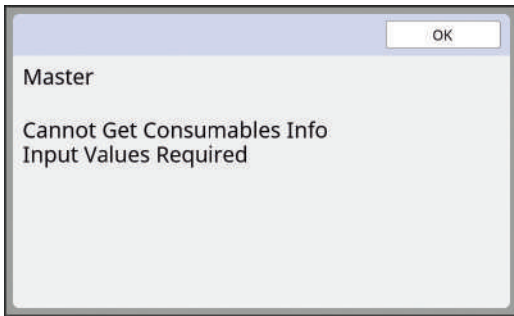 OK
Master
Cannot Get Consumables Info
Input Values Required